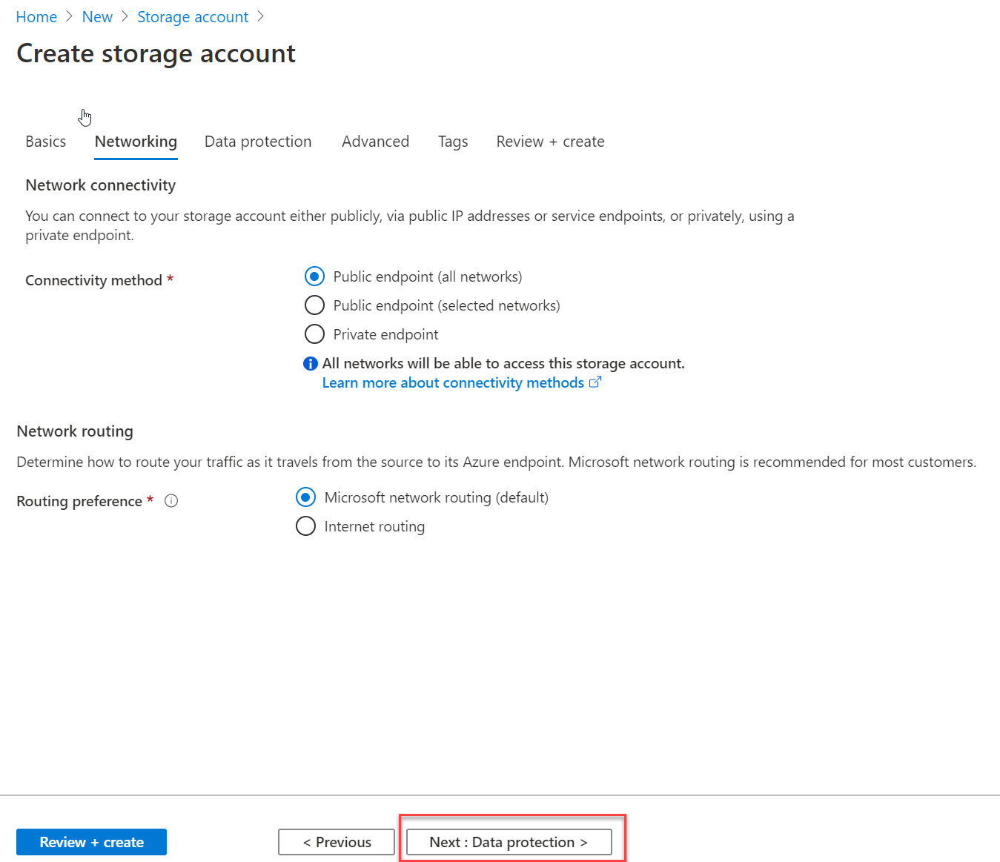 Home > New > Storage account >
Create storage account
Basics Networking Data protection Advanced Tags Review + create
Network connectivity
You can connect to your storage account either publicly, via public IP addresses or service endpoints, or privately, using a
private endpoint.
Connectivity method * Public endpoint (all networks)
Public endpoint (selected networks)
Private endpoint
All networks will be able to access this storage account.
Learn more about connectivity methods
Network routing
Determine how to route your traffic as it travels from the source to its Azure endpoint. Microsoft network routing is recommended for most customers.
Routing preference * Microsoft network routing (default)
Internet routing
Review + create < Previous Next : Data protection >